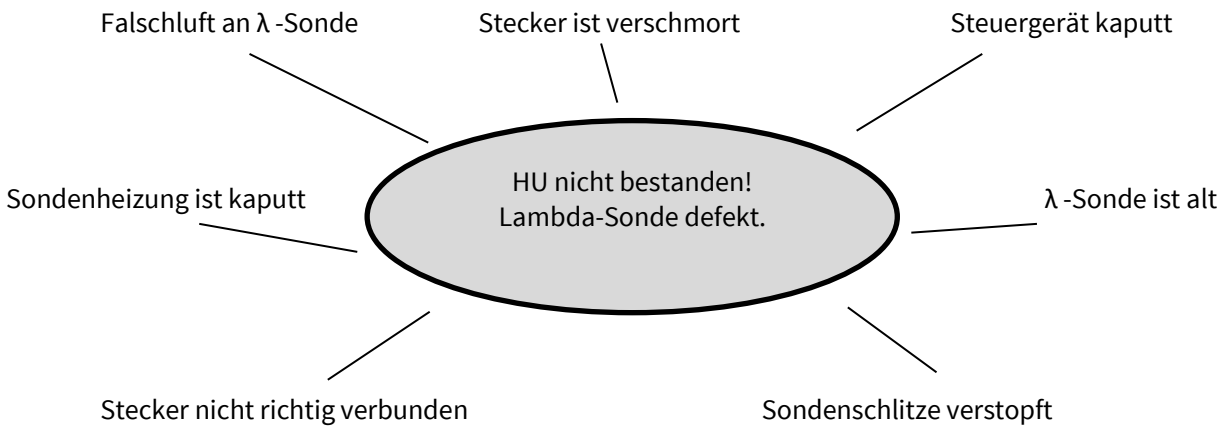 Falschluft an λ -Sonde
Stecker ist verschmort
Steuergerät kaputt
HU nicht bestanden!
Lambda-Sonde defekt.
Sondenheizung ist kaputt
λ -Sonde ist alt
Stecker nicht richtig verbunden
Sondenschlitze verstopft